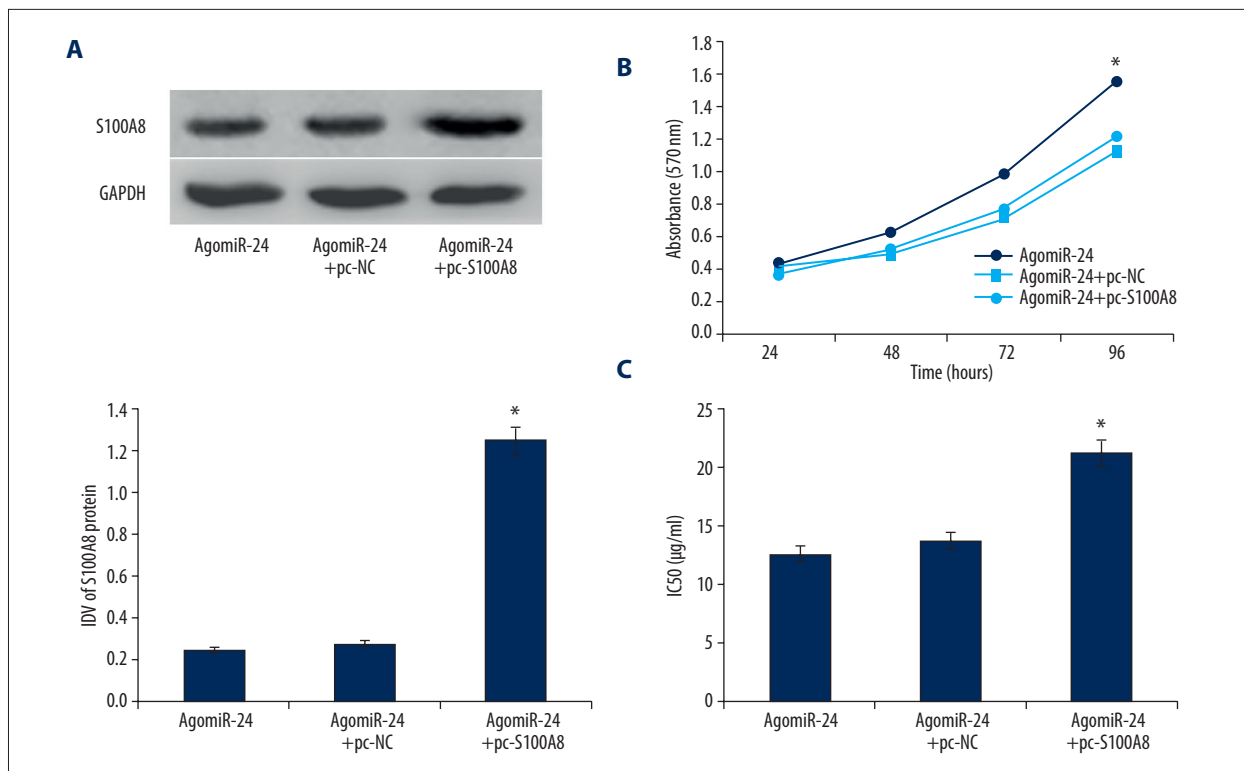 A
S100A8
GAPDH
AgomiR-24
AgomiR-24
+pc-NC
AgomiR-24
+pc-S100A8
1.4
1.2
1.0
0.8
0.6
0.4
0.2
0.0
IDV of S100A8 protein
*
AgomiR-24
AgomiR-24
+pc-NC
AgomiR-24
+pc-S100A8
B
1.8
1.6
1.4
1.2
1.0
0.8
0.6
0.4
0.2
0.0
Absorbance (570 nm)
*
AgomiR-24
AgomiR-24+pc-NC
AgomiR-24+pc-S100A8
24
48
72
96
Time (hours)
C
25
20
15
10
5
0
IC50 (µg/ml)
*
AgomiR-24
AgomiR-24
+pc-NC
AgomiR-24
+pc-S100A8